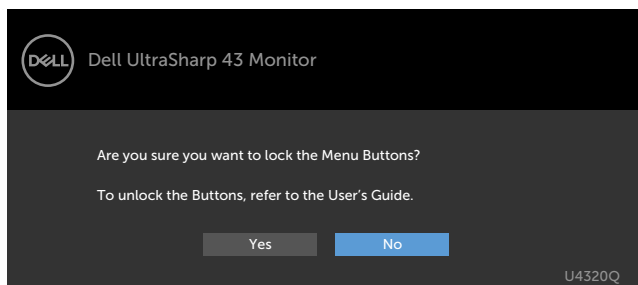 DELL
Dell UltraSharp 43 Monitor
Are you sure you want to lock the Menu Buttons?
To unlock the Buttons, refer to the User's Guide.
Yes No
U4320Q